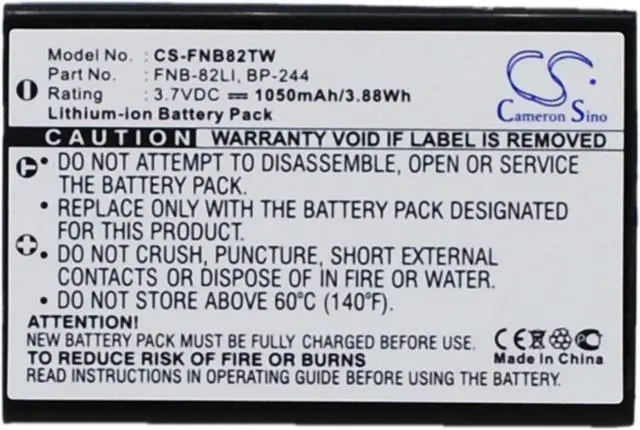 Model No.: CS-FNB82TW
Part No.: FNB-82LI, BP-244
Rating: 3.7VDC ⎓ 1050mAh/3.88Wh
Lithium-ion Battery Pack
CS
Cameron Sino
CAUTION WARRANTY VOID IF LABEL IS REMOVED
• DO NOT ATTEMPT TO DISASSEMBLE, OPEN OR SERVICE
THE BATTERY PACK.
• REPLACE ONLY WITH THE BATTERY PACK DESIGNATED
FOR THIS EQUIPMENT.
• DO NOT CRUSH, PUNCTURE, SHORT EXTERNAL
CONTACTS OR DISPOSE OF IN FIRE OR WATER.
• DO NOT STORE ABOVE 60°C (140°F).
ATTENTION!
NEW BATTERY PACK MUST BE FULLY CHARGED BEFORE FIRST USE.
TO REDUCE RISK OF FIRE OR BURNS
READ INSTRUCTIONS IN OPERATING GUIDE BEFORE USE AND CHARGE.
CE
Made In China